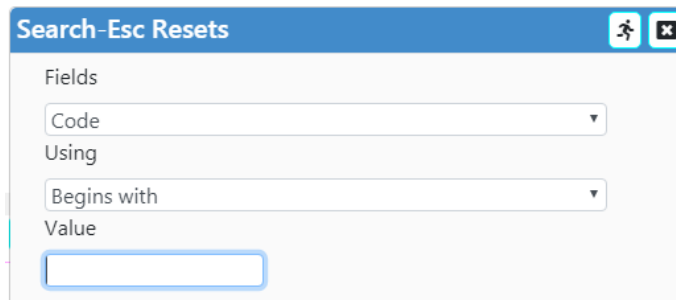 Search-Esc Resets
Fields
Code
Using
Begins with
Value